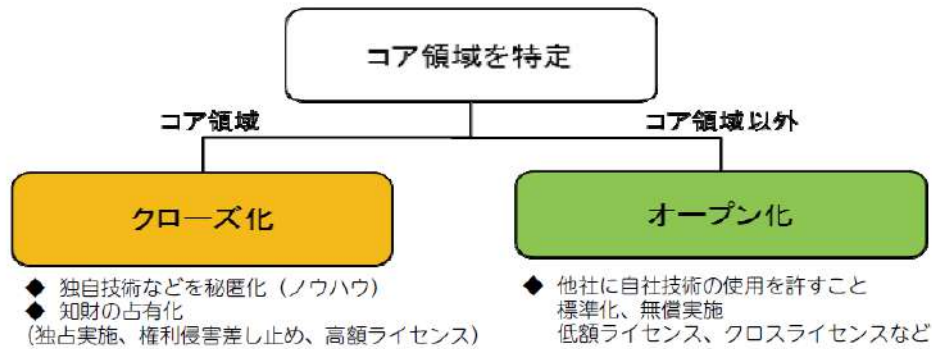 コア領域を特定
コア領域
コア領域以外
クローズ化
オープン化
◆ 独自技術などを秘匿化（ノウハウ）
◆ 知財の占有化
(独占実施、権利侵害差し止め、高額ライセンス）
◆ 他社に自社技術の使用を許すこと
標準化、無償実施
低額ライセンス、クロスライセンスなど